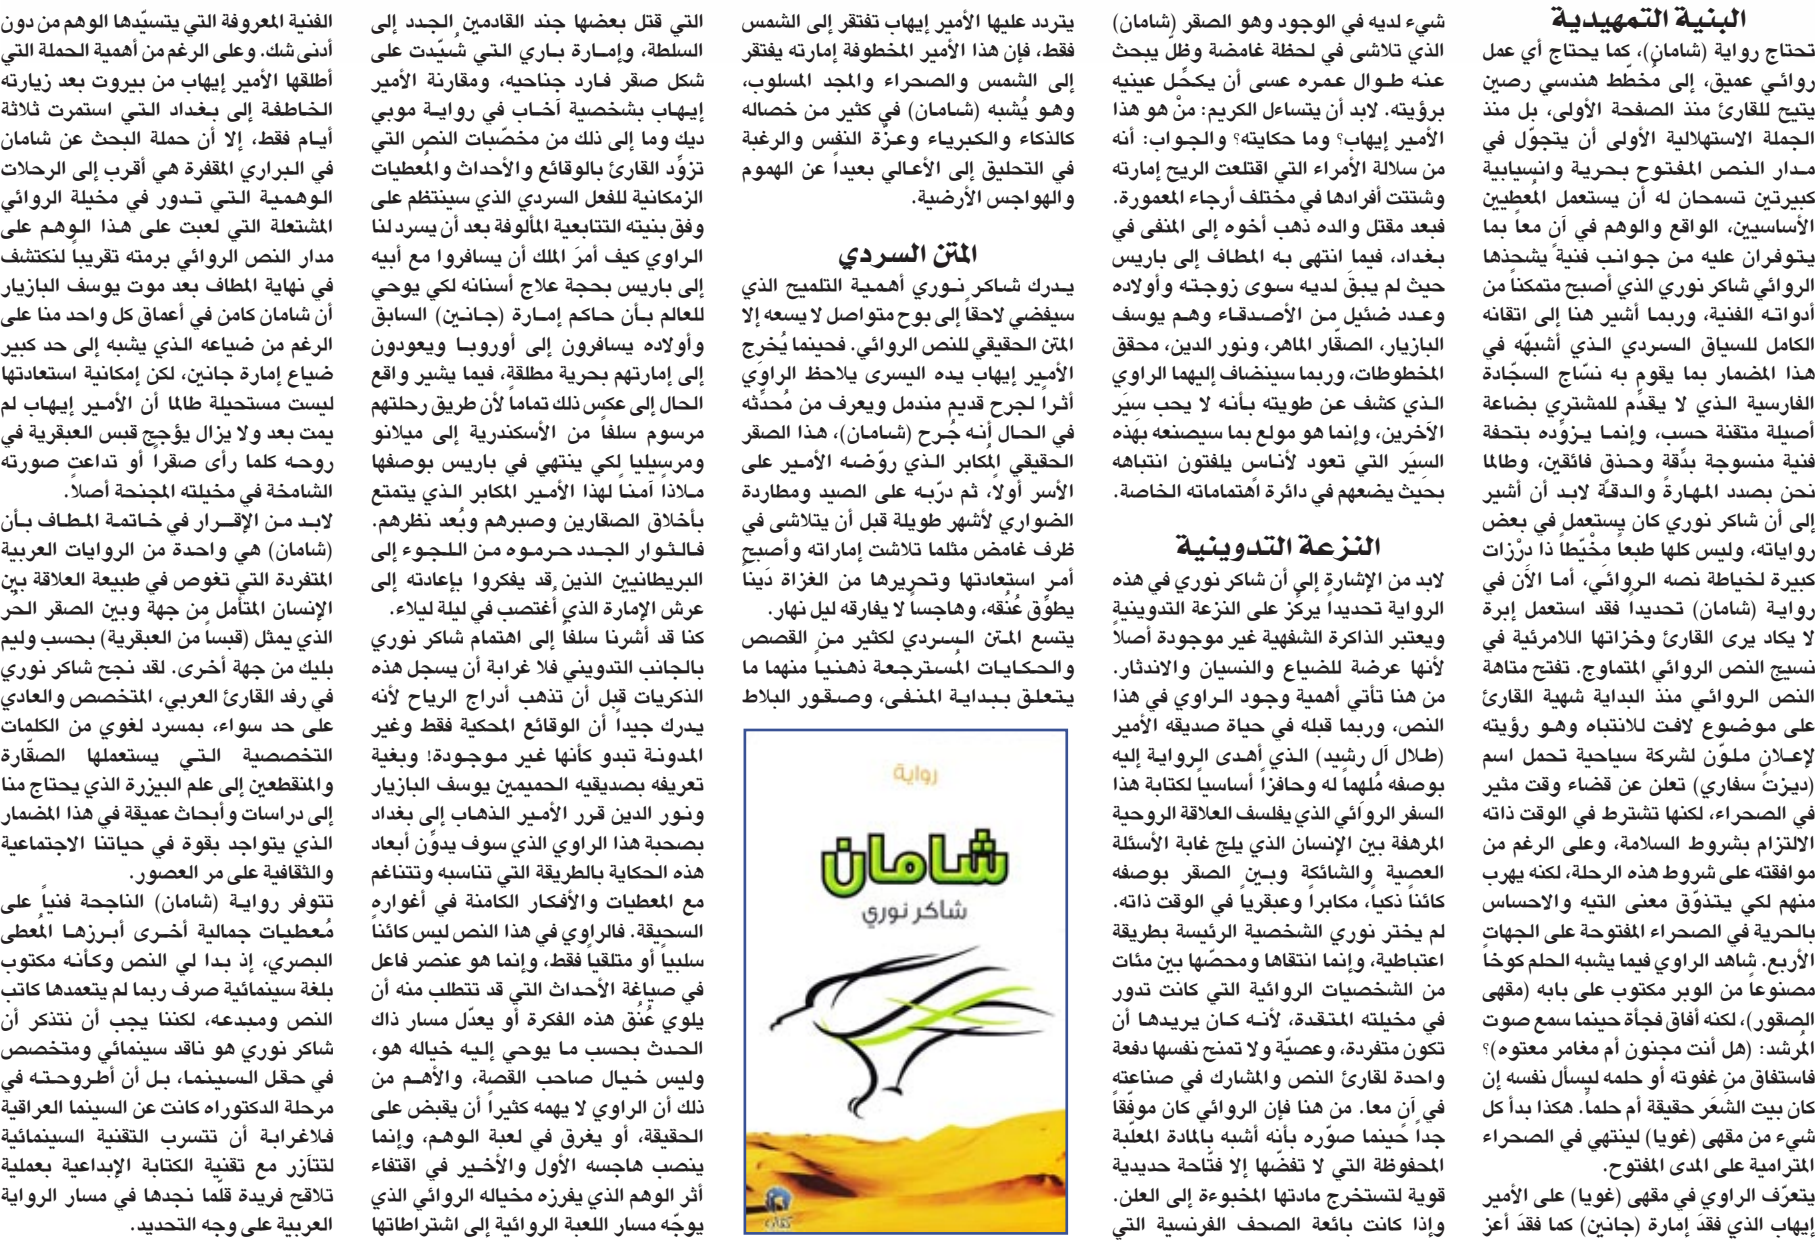 البنية التمهيدية
تحتاج رواية (شامان)، كما يحتاج أي عمل
روائي عميق، إلى مخطّط هندسي رصين
يتيح للقارئ منذ الصفحة الأولى، بل منذ
الجملة الاستهلالية الأولى أن يتجوّل في
مدار النص المفتوح بحرية وانسيابية
كبيرتين تسمحان له أن يستعمل المُعطيين
الأساسيين، الواقع والوهم في آنٍ معاً بما
يتوفران عليه من جوانب فنية يشحذها
الروائي شاكر نوري الذي أصبح متمكناً من
أدواته الفنية، وربما أشير هنا إلى اتقانه
الكامل للسياق السردي الذي أشبهّه في
هذا المضمار بما يقوم به نسّاج السجّادة
الفارسية الذي لا يقدّم للمشتري بضاعة
أصيلة متقنة حسب، وإنما يزوّده بتحفة
فنية منسوجة بدّقة وحذق فائقين، وطالما
نحن بصدد المهارة والدقة لابد أن أشير
إلى أن شاكر نوري كان يستعمل في بعض
رواياته، وليس كلها طبعاً مخْيّطاً ذا درْزات
كبيرة لخياطة نصه الروائي، أما الآن في
رواية (شامان) تحديداً فقد استعمل إبرة
لا يكاد يرى القارئ وخزاتها اللامرئية في
نسيج النص الروائي المتماوج. تفتح متاهة
النص الروائي منذ البداية شهية القارئ
على موضوع لافت للانتباه وهو رؤيته
لإعلان ملوّن لشركة سياحية تحمل اسم
(ديزت سفاري) تعلن عن قضاء وقت مثير
في الصحراء، لكنها تشترط في الوقت ذاته
الالتزام بشروط السلامة، وعلى الرغم من
موافقته على شروط هذه الرحلة، لكنه يهرب
منهم لكي يتذوّق معنى التيه والاحساس
بالحرية في الصحراء المفتوحة على الجهات
الأربع. شاهد الراوي فيما يشبه الحلم كوخاً
مصنوعاً من الوبر مكتوب على بابه (مقهى
الصقور)، لكنه أفاق فجأة حينما سمع صوت
المُرشد: (هل أنت مجنون أم مغامر معتوه)؟
فاستفاق من غفوته أو حلمه ليسأل نفسه إن
كان بيت الشَعَر حقيقة أم حلماً. هكذا بدأ كل
شيء من مقهى (غويا) لينتهي في الصحراء
المترامية على المدى المفتوح.
يتعرّف الراوي في مقهى (غويا) على الأمير
إيهاب الذي فقدَ إمارة (جانين) كما فقدَ أعز
شيء لديه في الوجود وهو الصقر (شامان)
الذي تلاشى في لحظة غامضة وظلّ يبحث
عنه طوال عمره عسى أن يكحِّل عينيه
برؤيته. لابد أن يتساءل الكريم: منْ هو هذا
الأمير إيهاب؟ وما حكايته؟ والجواب: أنه
من سلالة الأمراء التي اقتلعت الريح إمارته
وشتتت أفرادها في مختلف أرجاء المعمورة.
فبعد مقتل والده ذهب أخوه إلى المنفى في
بغداد، فيما انتهى به المطاف إلى باريس
حيث لم يبقَ لديه سوى زوجته وأولاده
وعدد ضئيل من الأصدقاء وهم يوسف
البازيار، الصقّار الماهر، ونور الدين، محقق
المخطوطات، وربما سينضاف إليهما الراوي
الذي كشف عن طويته بأنه لا يحب سيَر
الآخرين، وإنما هو مولع بما سيصنعه بهَذه
السيَر التي تعود لأناس يلفتون انتباهه
بحيث يضعهم في دائرة اهتماماته الخاصة.
النزعة التدوينية
لابد من الإشارة إلى أن شاكر نوري في هذه
الرواية تحديداً يركّز على النزعة التدوينية
ويعتبر الذاكرة الشفهية غير موجودة أصلاً
لأنها عرضة للضياع والنسيان والاندثار.
من هنا تأتي أهمية وجود الراوي في هذا
النص، وربما قبله في حياة صديقه الأمير
(طلال آل رشيد) الذي أهدى الرواية إليه
بوصفه مُلهماً له وحافزاً أساسياً لكتابة هذا
السفر الروائي الذي يفلسف العلاقة الروحية
المرهفة بين الإنسان الذي يلج غابة الأسئلة
العصية والشائكة وبين الصقر بوصفه
كائناً ذكياً، مكابراً وعبقرياً في الوقت ذاته.
لم يختر نوري الشخصية الرئيسة بطريقة
اعتباطية، وإنما انتقاها ومحصّها بين مئات
من الشخصيات الروائية التي كانت تدور
في مخيلته المتقدة، لأنه كان يريدها أن
تكون متفردة، وعصيّة ولا تمنح نفسها دفعة
واحدة لقارئ النص والمشارك في صناعته
في آنٍ معا. من هنا فإن الروائي كان موفّقاً
جداً حينما صوّره بأنه أشبه بالمادة المعلّبة
المحفوظة التي لا تفضّها إلا فتّاحة حديدية
قوية لتستخرج مادتها المخبوءة إلى العلن.
وإذا كانت بائعة الصحف الفرنسية التي
يتردد عليها الأمير إيهاب تفتقر إلى الشمس
فقط، فإن هذا الأمير المخطوفة إمارته يفتقر
إلى الشمس والصحراء والمجد المسلوب،
وهو يُشبه (شامان) في كثير من خصاله
كالذكاء والكبرياء وعزّة النفس والرغبة
في التحليق إلى الأعالي بعيداً عن الهموم
والهواجس الأرضية.
المتن السردي
يدرك شاكر نوري أهمية التلميح الذي
سيفضي لاحقاً إلى بوح متواصل لا يسعه إلا
المتن الحقيقي للنص الروائي. فحينما يُخرِج
الأمير إيهاب يده اليسرى يلاحظ الراوي
أثراً لجرح قديم مندمل ويعرف من مُحدِّثه
في الحال أنه جُرح (شامان)، هذا الصقر
الحقيقي المُكابر الذي روّضه الأمير على
الأسر أولاً، ثم درّبه على الصيد ومطاردة
الضواري لأشهر طويلة قبل أن يتلاشى في
ظرف غامض مثلما تلاشت إماراته وأصبح
أمر استعادتها وتحريرها من الغزاة دَيناً
يطوِّق عُنُقه، وهاجساً لا يفارقه ليل نهار.
يتسع المتن السردي لكثير من القصص
والحكايات المُسترجعة ذهنياً منهما ما
يتعلق ببداية المنفى، وصقور البلاط
رواية
شامان
شاكر نوري
التي قتل بعضها جند القادمين الجدد إلى
السلطة، وإمارة باري التي شُيّدت على
شكل صقر فارد جناحيه، ومقارنة الأمير
إيهاب بشخصية آخاب في رواية موبي
ديك وما إلى ذلك من مخصّبات النص التي
تزوِّد القارئ بالوقائع والأحداث والمُعطيات
الزمكانية للفعل السردي الذي سينتظم على
وفق بنيته التتابعية المألوفة بعد أن يسرد لنا
الراوي كيف أمرَ الملك أن يسافروا مع أبيه
إلى باريس بحجة علاج أسنانه لكي يوحي
للعالم بأن حاكم إمارة (جانين) السابق
وأولاده يسافرون إلى أوروبا ويعودون
إلى إمارتهم بحرية مطلقة، فيما يشير واقع
الحال إلى عكس ذلك تماماً لأن طريق رحلتهم
مرسوم سلفاً من الأسكندرية إلى ميلانو
ومرسيليا لكي ينتهي في باريس بوصفها
ملاذاً آمناً لهذا الأمير المكابر الذي يتمتع
بأخلاق الصقارين وصبرهم وبُعد نظرهم.
فالثوار الجدد حرموه من اللجوء إلى
البريطانيين الذين قد يفكروا بإعادته إلى
عرش الإمارة الذي أُغتصب في ليلة ليلاء.
كنا قد أشرنا سلفاً إلى اهتمام شاكر نوري
بالجانب التدويني فلا غرابة أن يسجل هذه
الذكريات قبل أن تذهب أدراج الرياح لأنه
يدرك جيداً أن الوقائع المحكية فقط وغير
المدونة تبدو كأنها غير موجودة! وبغية
تعريفه بصديقيه الحميمين يوسف البازيار
ونور الدين قرر الأمير الذهاب إلى بغداد
بصحبة هذا الراوي الذي سوف يدوِّن أبعاد
هذه الحكاية بالطريقة التي تناسبه وتتناغم
مع المعطيات والأفكار الكامنة في أغواره
السحيقة. فالراوي في هذا النص ليس كائناً
سلبياً أو متلقياً فقط، وإنما هو عنصر فاعل
في صياغة الأحداث التي قد تتطلب منه أن
يلوي عُنُق هذه الفكرة أو يعدّل مسار ذاك
الحدث بحسب ما يوحي إليه خياله هو،
وليس خيال صاحب القصة، والأهم من
ذلك أن الراوي لا يهمه كثيراً أن يقبض على
الحقيقة، أو يغرق في لعبة الوهم، وإنما
ينصب هاجسه الأول والأخير في اقتفاء
أثر الوهم الذي يفرزه مخياله الروائي الذي
يوجّه مسار اللعبة الروائية إلى اشتراطاتها
الفنية المعروفة التي يتسيّدها الوهم من دون
أدنى شك. وعلى الرغم من أهمية الحملة التي
أطلقها الأمير إيهاب من بيروت بعد زيارته
الخاطفة إلى بغداد التي استمرت ثلاثة
أيام فقط، إلا أن حملة البحث عن شامان
في البراري المقفرة هي أقرب إلى الرحلات
الوهمية التي تدور في مخيلة الروائي
المشتعلة التي لعبت على هذا الوهم على
مدار النص الروائي برمته تقريباً لنكتشف
في نهاية المطاف بعد موت يوسف البازيار
أن شامان كامن في أعماق كل واحد منا على
الرغم من ضياعه الذي يشبه إلى حد كبير
ضياع إمارة جانين، لكن إمكانية استعادتها
ليست مستحيلة طالما أن الأمير إيهاب لم
يمت بعد ولا يزال يؤجج قبس العبقرية في
روحه كلما رأى صقراً أو تداعت صورته
الشامخة في مخيلته المجنحة أصلاً.
لابد من الإقرار في خاتمة المطاف بأن
(شامان) هي واحدة من الروايات العربية
المتفردة التي تغوص في طبيعة العلاقة بين
الإنسان المتأمل من جهة وبين الصقر الحُر
الذي يمثل (قبساً من العبقرية) بحسب وليم
بليك من جهة أخرى. لقد نجح شاكر نوري
في رفد القارئ العربي، المتخصص والعادي
على حد سواء، بمسرد لغوي من الكلمات
التخصصية التي يستعملها الصقّارة
والمنقطعين إلى علم البيزرة الذي يحتاج منا
إلى دراسات وأبحاث عميقة في هذا المضمار
الذي يتواجد بقوة في حياتنا الاجتماعية
والثقافية على مر العصور.
تتوفر رواية (شامان) الناجحة فنياً على
مُعطيات جمالية أخرى أبرزها المُعطى
البصري، إذ بدا لي النص وكأنه مكتوب
بلغة سينمائية صرف ربما لم يتعمدها كاتب
النص ومبدعه، لكننا يجب أن نتذكر أن
شاكر نوري هو ناقد سينمائي ومتخصص
في حقل السينما، بل أن أطروحته في
مرحلة الدكتوراه كانت عن السينما العراقية
فلاغرابة أن تتسرب التقنية السينمائية
لتتآزر مع تقنية الكتابة الإبداعية بعملية
تلاقح فريدة قلّما نجدها في مسار الرواية
العربية على وجه التحديد.